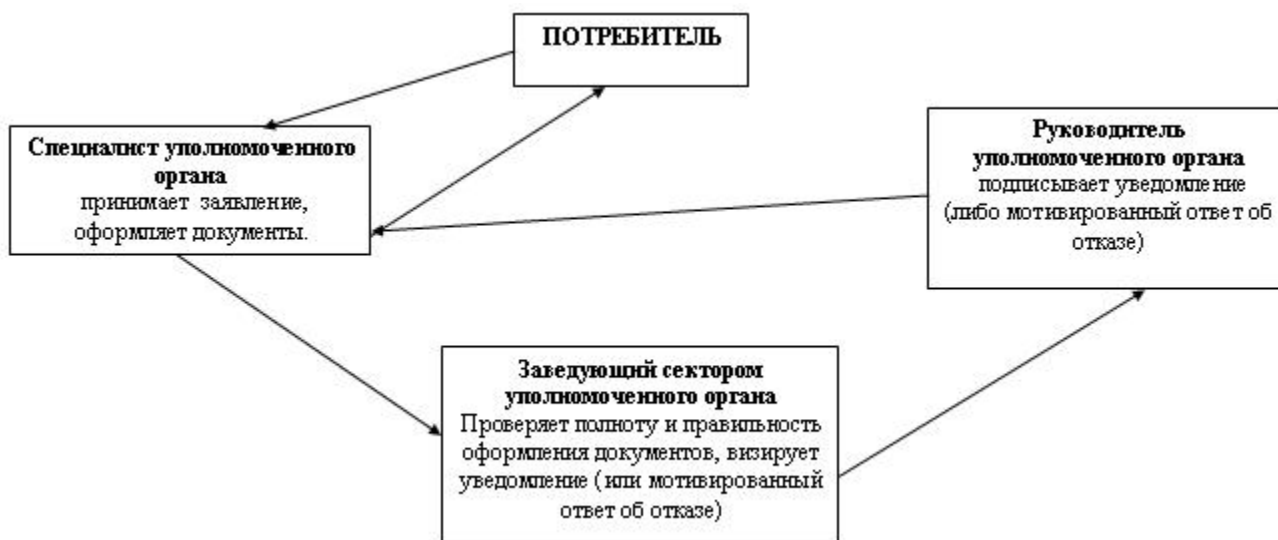 ПОТРЕБИТЕЛЬ
Специалист уполномоченного
органа
принимает заявление,
оформляет документы.
Руководитель
уполномоченного органа
подписывает уведомление
(либо мотивированный ответ об
отказе)
Заведующий сектором
уполномоченного органа
Проверяет полноту и правильность
оформления документов, визирует
уведомление (или мотивированный
ответ об отказе)